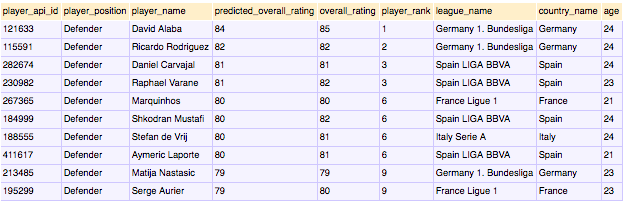 player_api_id player_position player_name predicted_overall_rating overall_rating player_rank league_name country_name age
121633 Defender David Alaba 84 85 1 Germany 1. Bundesliga Germany 24
115591 Defender Ricardo Rodriguez 82 82 2 Germany 1. Bundesliga Germany 24
282674 Defender Daniel Carvajal 81 81 3 Spain LIGA BBVA Spain 24
230982 Defender Raphael Varane 81 82 3 Spain LIGA BBVA Spain 23
267365 Defender Marquinhos 80 80 6 France Ligue 1 France 21
184999 Defender Shkodran Mustafi 80 82 6 Spain LIGA BBVA Spain 24
188555 Defender Stefan de Vrij 80 81 6 Italy Serie A Italy 24
411617 Defender Aymeric Laporte 80 81 6 Spain LIGA BBVA Spain 21
213485 Defender Matija Nastasic 79 79 9 Germany 1. Bundesliga Germany 23
195299 Defender Serge Aurier 79 80 9 France Ligue 1 France 23